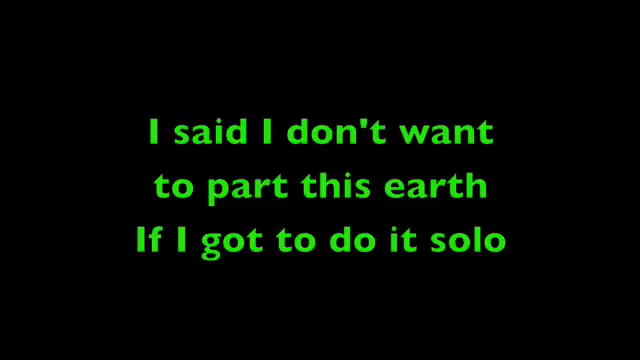 I said I don't want
to part this earth
If I got to do it solo